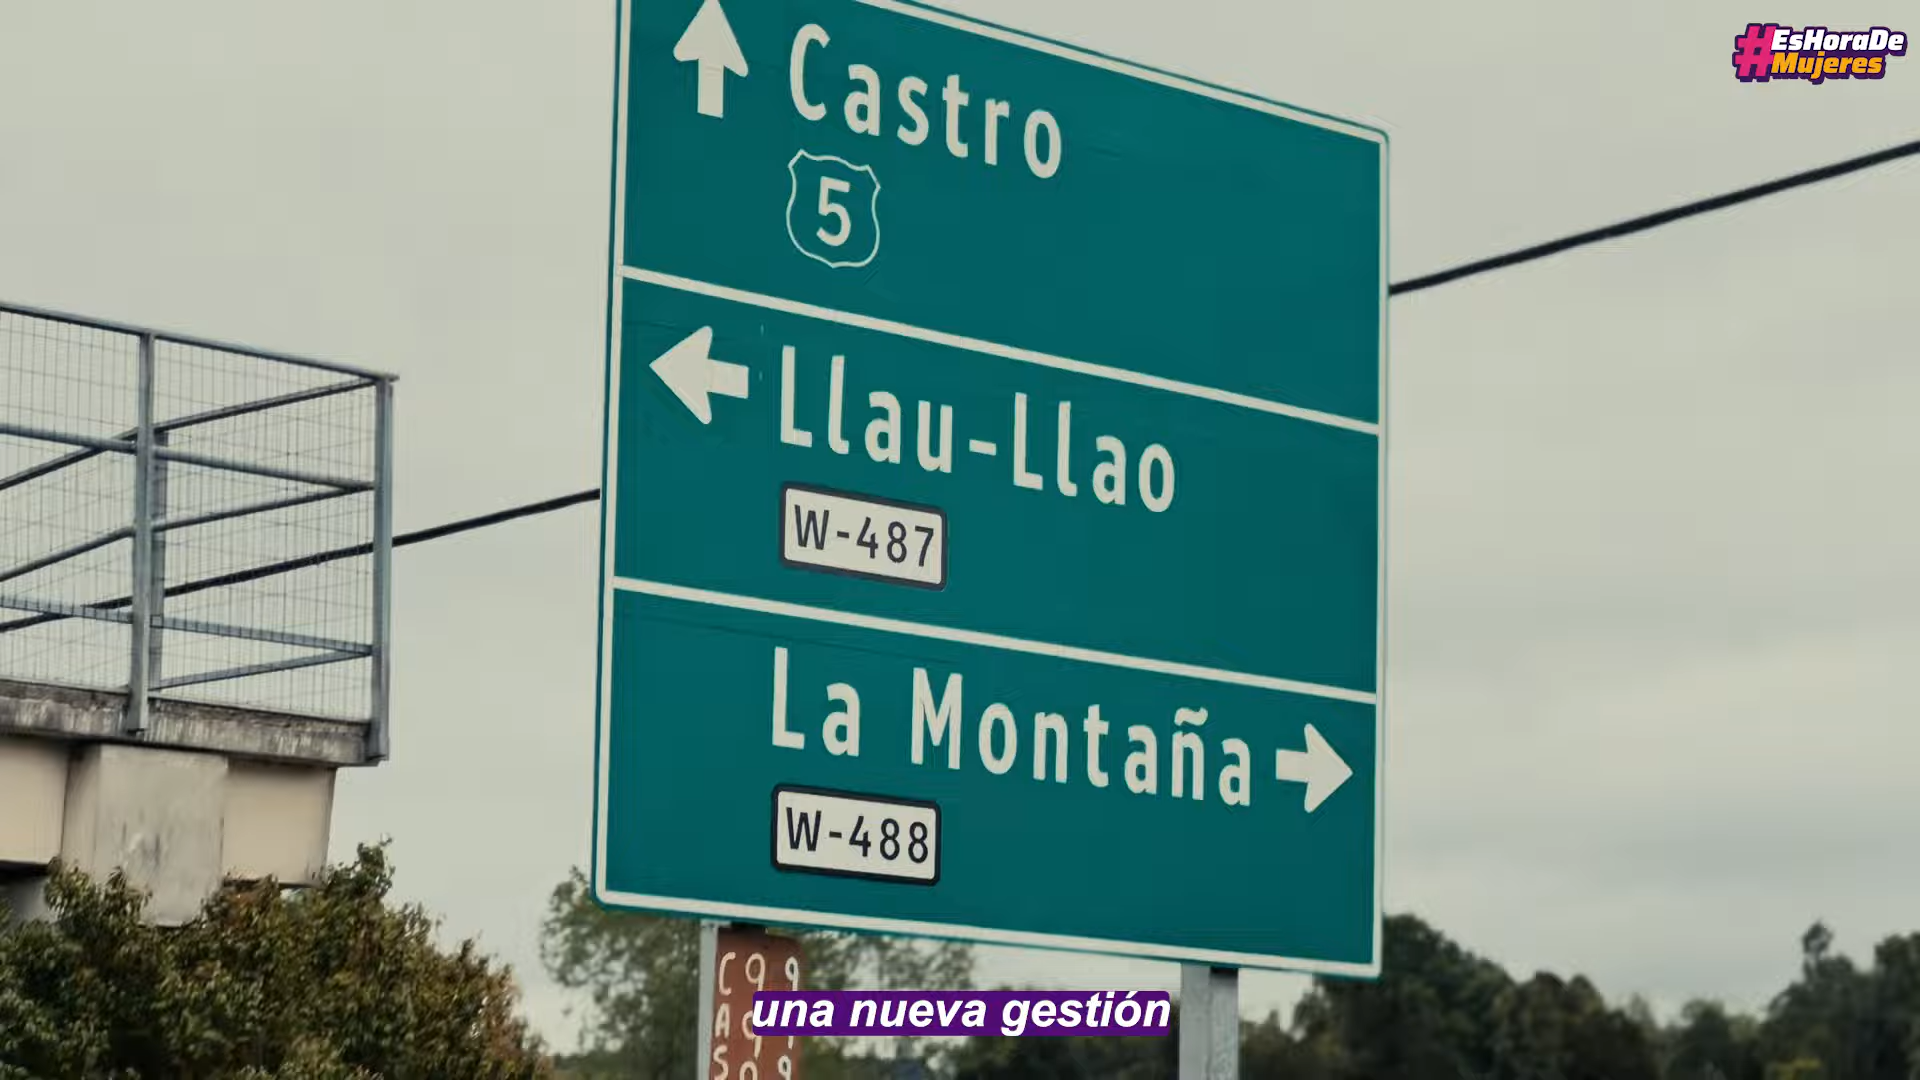 #EsHoraDe
Mujeres
Castro
5
Llau-Llao
W-487
La Montaña
W-488
una nueva gestión